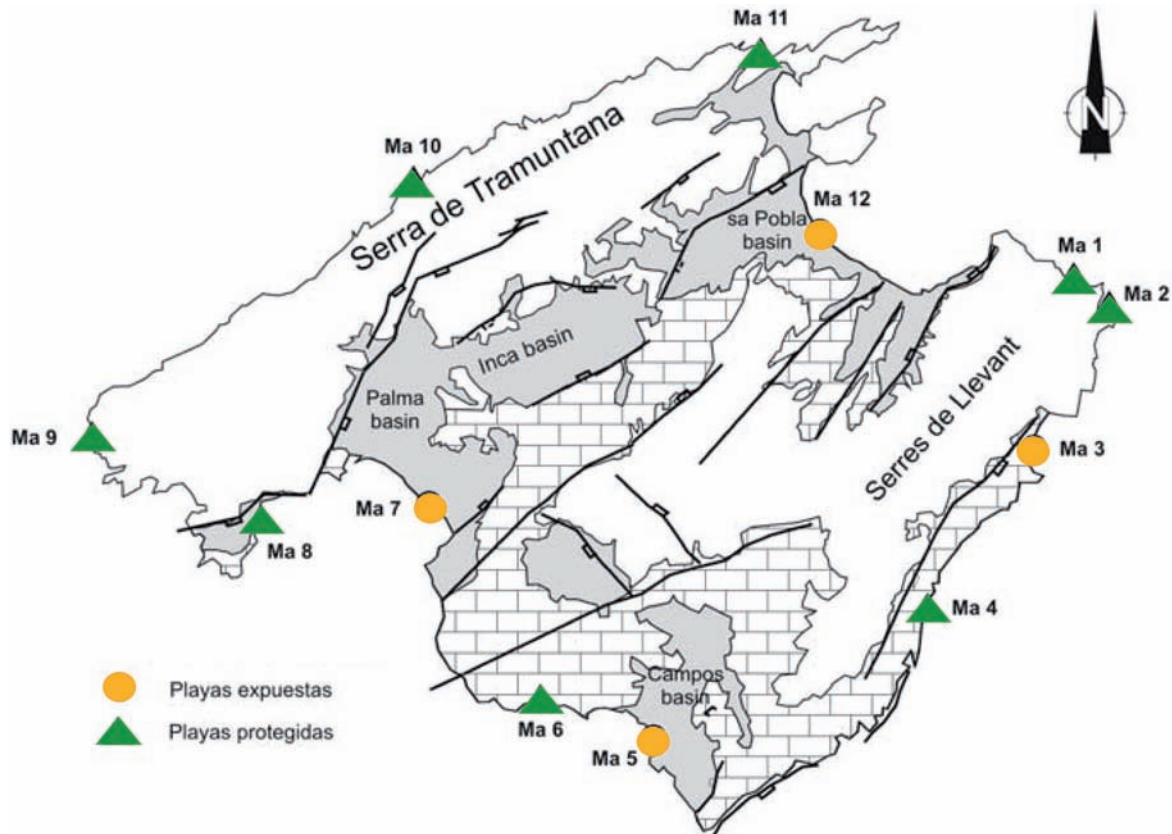 Ma 11
N
Ma 10
Serra de Tramuntana
Ma 12
sa Pobla
basin
Ma 1
Ma 2
Inca basin
Palma
basin
Serres de Llevant
Ma 9
Ma 3
Ma 7
Ma 8
Ma 4
Campos
basin
Playas expuestas
Playas protegidas
Ma 6
Ma 5